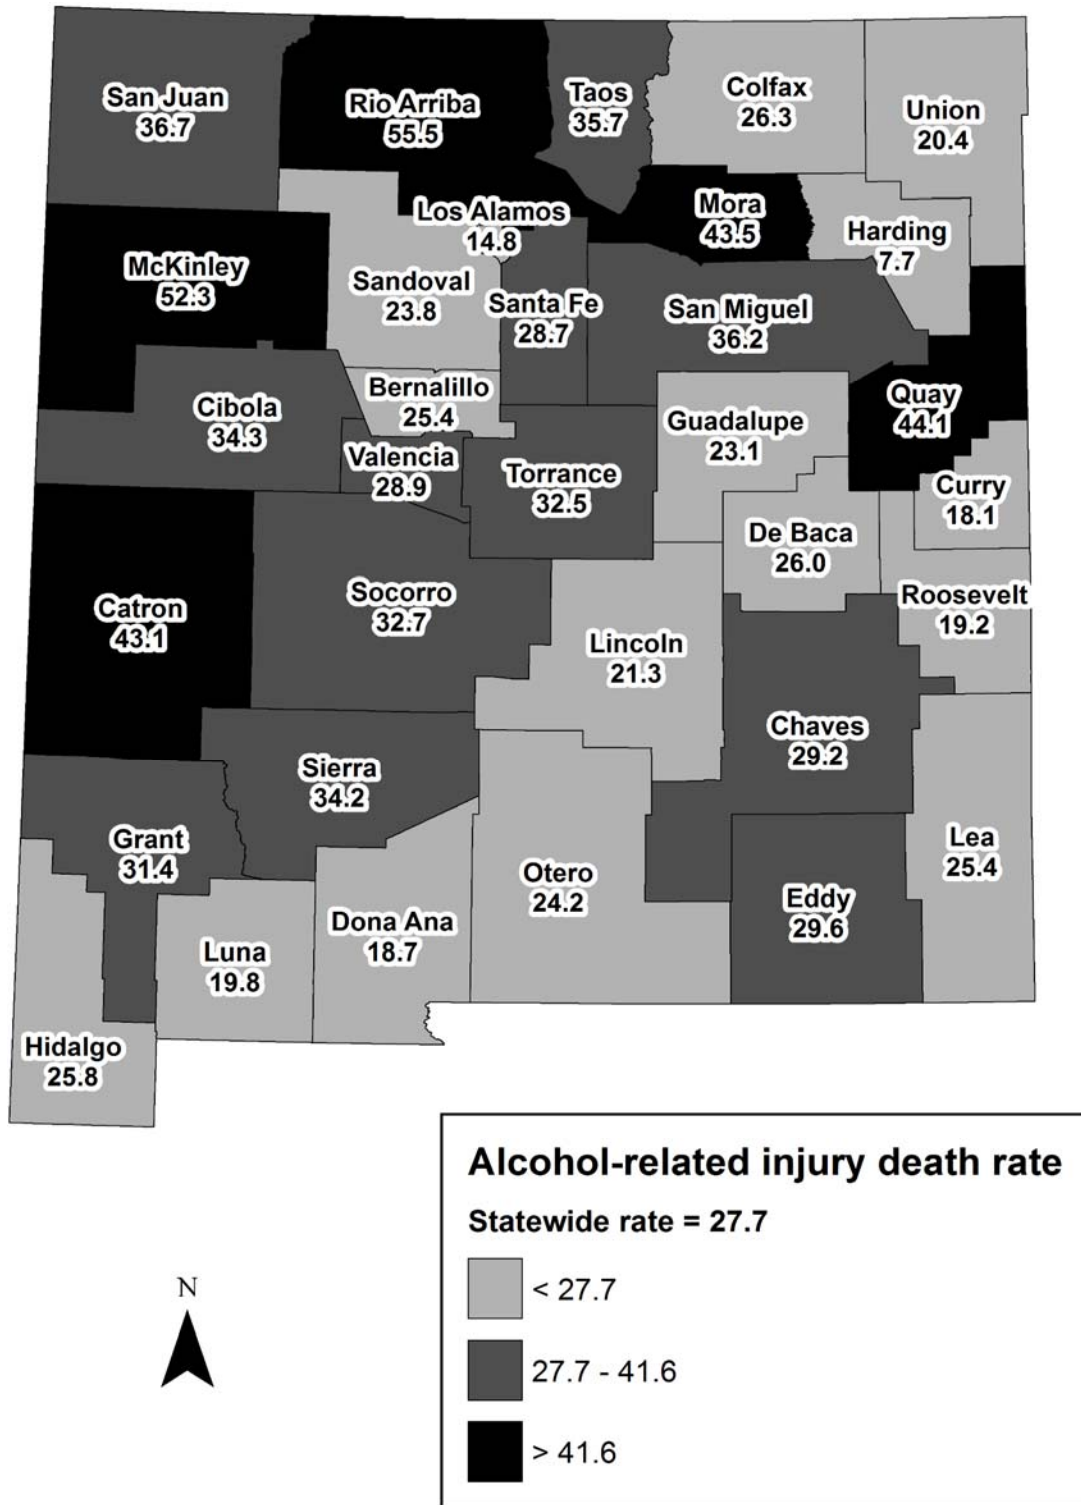 San Juan
36.7
Rio Arriba
55.5
Taos
35.7
Colfax
26.3
Union
20.4
Los Alamos
14.8
Mora
43.5
Harding
7.7
McKinley
52.3
Sandoval
23.8
Santa Fe
28.7
San Miguel
36.2
Quay
44.1
Cibola
34.3
Bernalillo
25.4
Guadalupe
23.1
Valencia
28.9
Torrance
32.5
Curry
18.1
De Baca
26.0
Catron
43.1
Socorro
32.7
Roosevelt
19.2
Lincoln
21.3
Chaves
29.2
Sierra
34.2
Grant
31.4
Lea
25.4
Otero
24.2
Eddy
29.6
Dona Ana
18.7
Luna
19.8
Hidalgo
25.8
Alcohol-related injury death rate
Statewide rate = 27.7
< 27.7
27.7 - 41.6
> 41.6
N